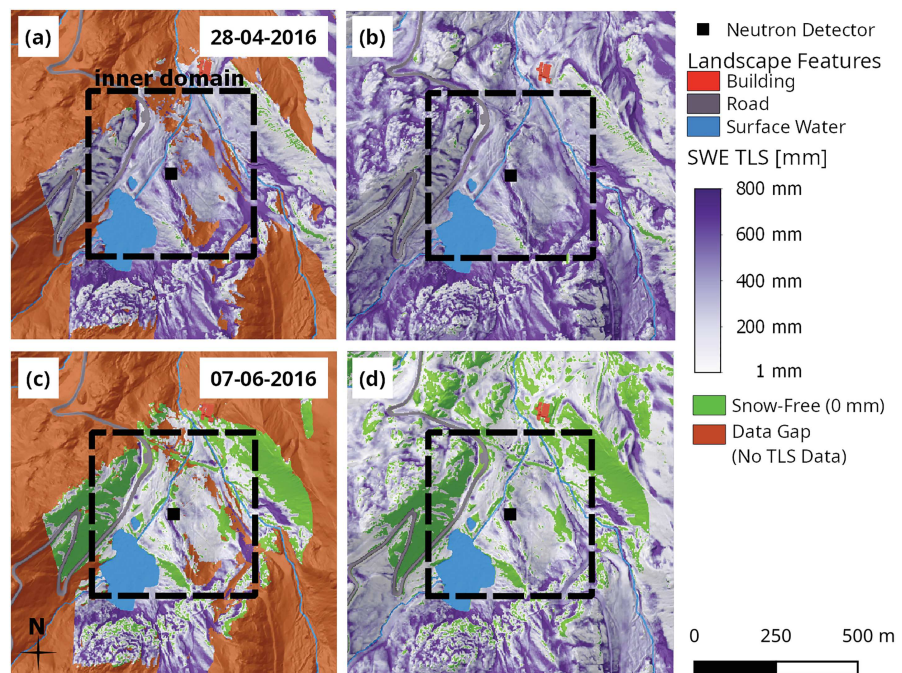 (a)
28-04-2016
inner domain
(b)
(c)
07-06-2016
N
(d)
Neutron Detector
Landscape Features
Building
Road
Surface Water
SWE TLS [mm]
800 mm
600 mm
400 mm
200 mm
1 mm
Snow-Free (0 mm)
Data Gap
(No TLS Data)
0 250 500 m